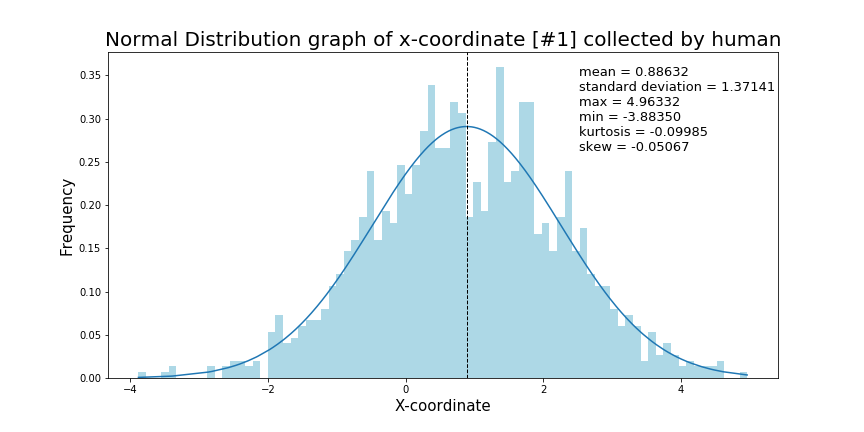 Normal Distribution graph of x-coordinate [#1] collected by human
mean = 0.88632
standard deviation = 1.37141
max = 4.96332
min = -3.88350
kurtosis = -0.09985
skew = -0.05067
Frequency
0.35
0.30
0.25
0.20
0.15
0.10
0.05
0.00
−4
−2
0
2
4
X-coordinate